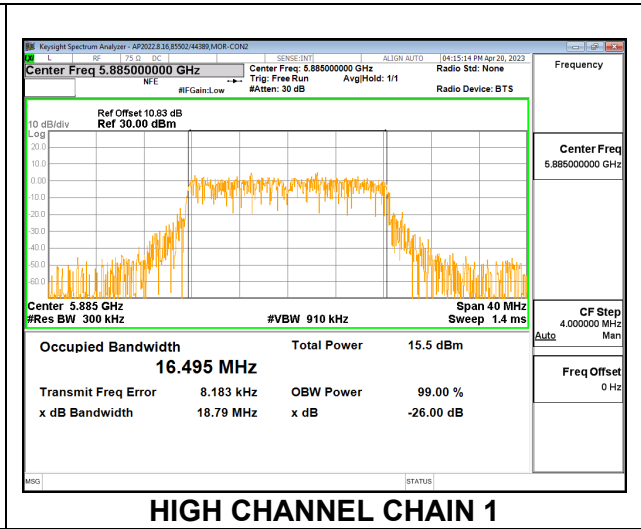 Keysight Spectrum Analyzer - AP2022.8.16,85502/44389,MOR-CON2
L RF 75 Ω DC SENSE:INT ALIGN AUTO 04:15:14 PM Apr 20, 2023
Center Freq 5.885000000 GHz
NFE
#IFGain:Low
Center Freq: 5.885000000 GHz
Trig: Free Run Avg|Hold: 1/1
#Atten: 30 dB
Radio Std: None
Radio Device: BTS
Frequency
Ref Offset 10.83 dB
10 dB/div Ref 30.00 dBm
Log
20.0
10.0
0.00
-10.0
-20.0
-30.0
-40.0
-50.0
-60.0
Center 5.885 GHz Span 40 MHz
#Res BW 300 kHz #VBW 910 kHz Sweep 1.4 ms
Center Freq
5.885000000 GHz
CF Step
4.000000 MHz
Auto Man
Freq Offset
0 Hz
Occupied Bandwidth Total Power 15.5 dBm
16.495 MHz
Transmit Freq Error 8.183 kHz OBW Power 99.00 %
x dB Bandwidth 18.79 MHz x dB -26.00 dB
MSG STATUS
HIGH CHANNEL CHAIN 1